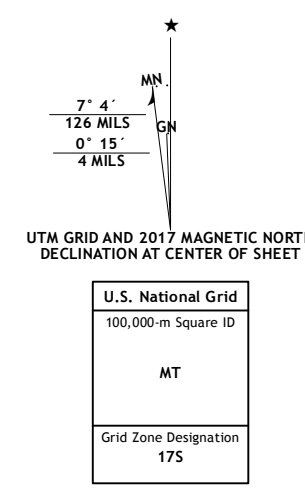 ★
MN
GN
7° 4´
126 MILS
0° 15´
4 MILS
UTM GRID AND 2017 MAGNETIC NORT
DECLINATION AT CENTER OF SHEET
U.S. National Grid
100,000-m Square ID
MT
Grid Zone Designation
17S